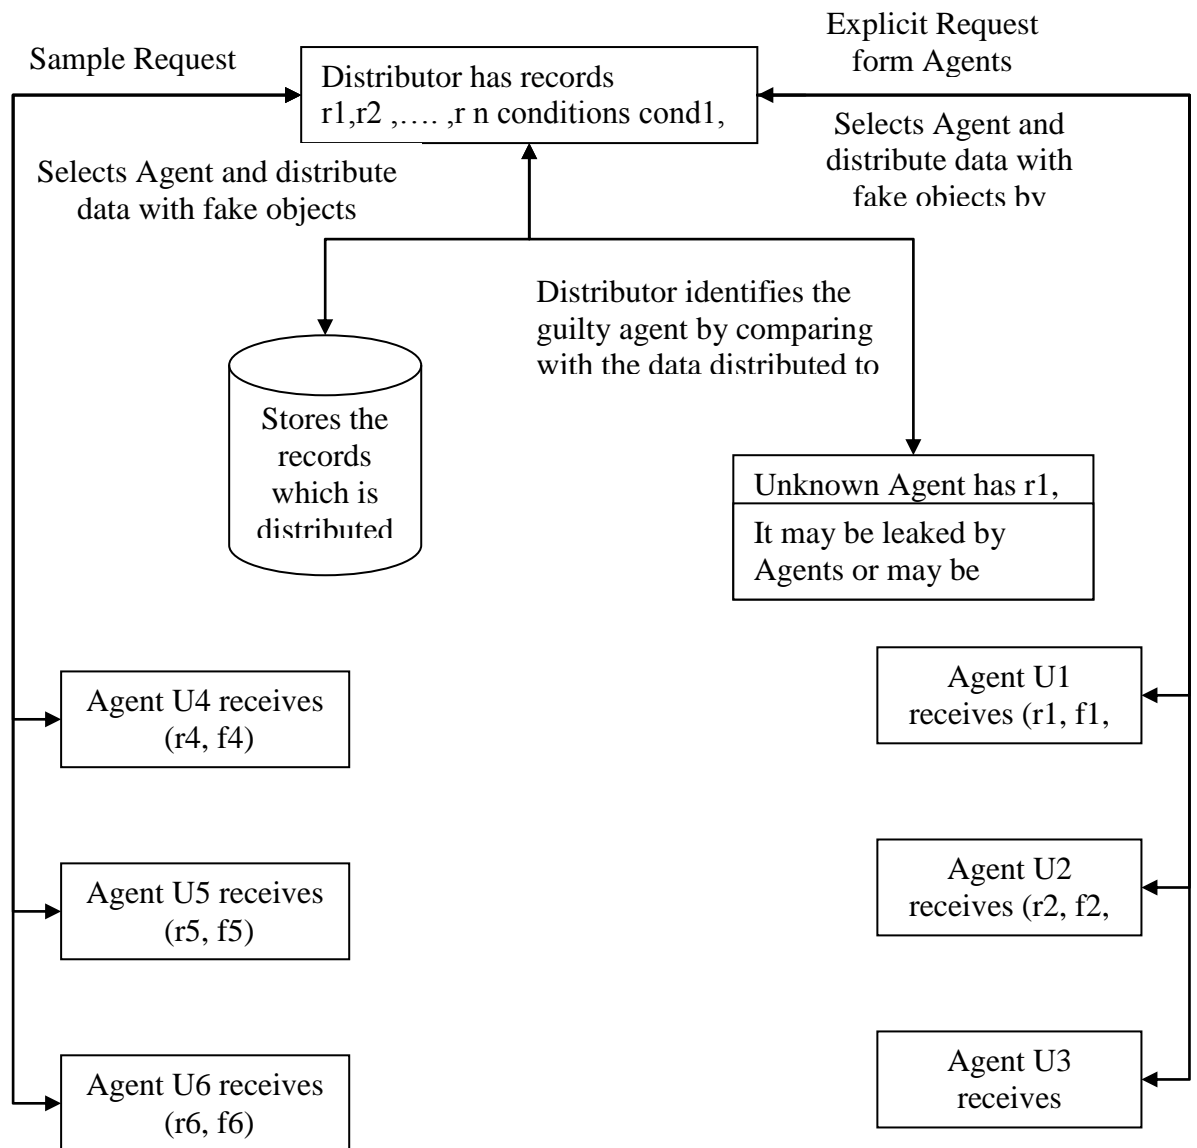 Sample Request
Explicit Request
form Agents
Distributor has records
r1,r2 ,…. ,r n conditions cond1,
Selects Agent and distribute
data with fake objects
Selects Agent and
distribute data with
fake objects by
Distributor identifies the
guilty agent by comparing
with the data distributed to
Stores the
records
which is
distributed
Unknown Agent has r1,
It may be leaked by
Agents or may be
Agent U4 receives
(r4, f4)
Agent U1
receives (r1, f1,
Agent U5 receives
(r5, f5)
Agent U2
receives (r2, f2,
Agent U6 receives
(r6, f6)
Agent U3
receives